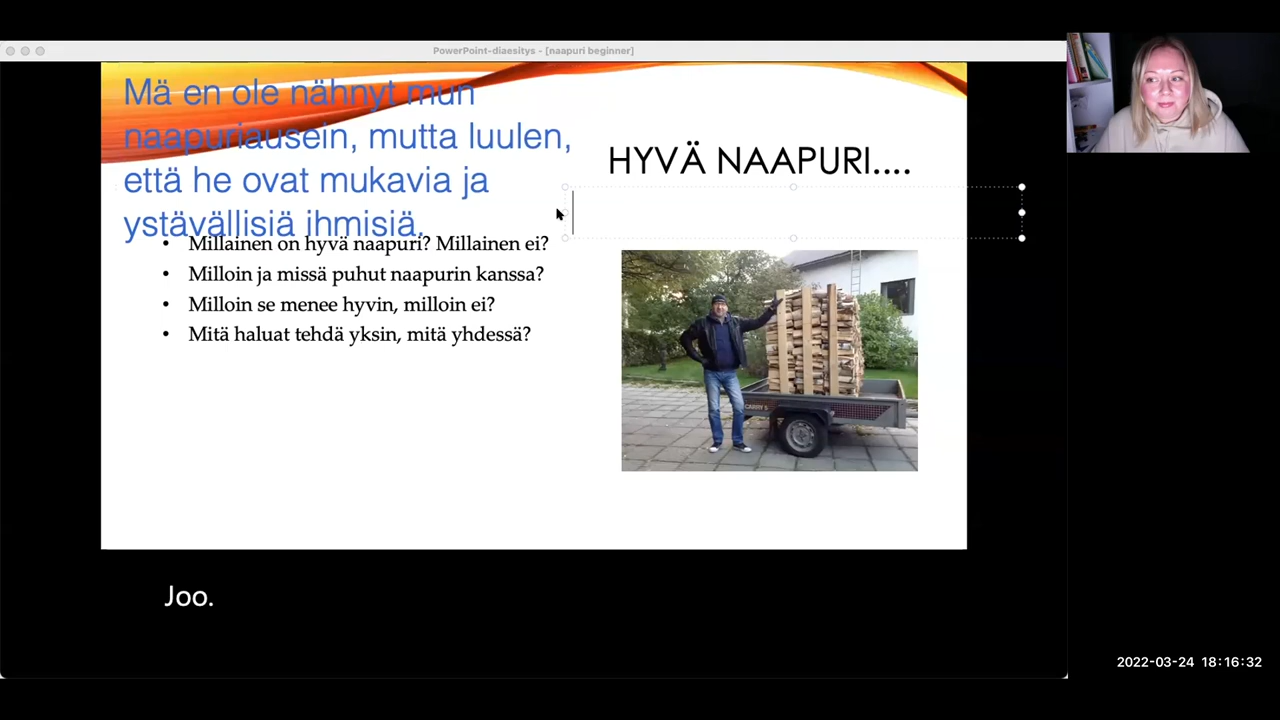 PowerPoint-diaesitys - [naapuri beginner]
Mä en ole nähnyt mun
naapuriausein, mutta luulen,
että he ovat mukavia ja
ystävällisiä ihmisiä.
HYVÄ NAAPURI....
• Millainen on hyvä naapuri? Millainen ei?
• Milloin ja missä puhut naapurin kanssa?
• Milloin se menee hyvin, milloin ei?
• Mitä haluat tehdä yksin, mitä yhdessä?
CARRY 5
Joo.
2022-03-24 18:16:32